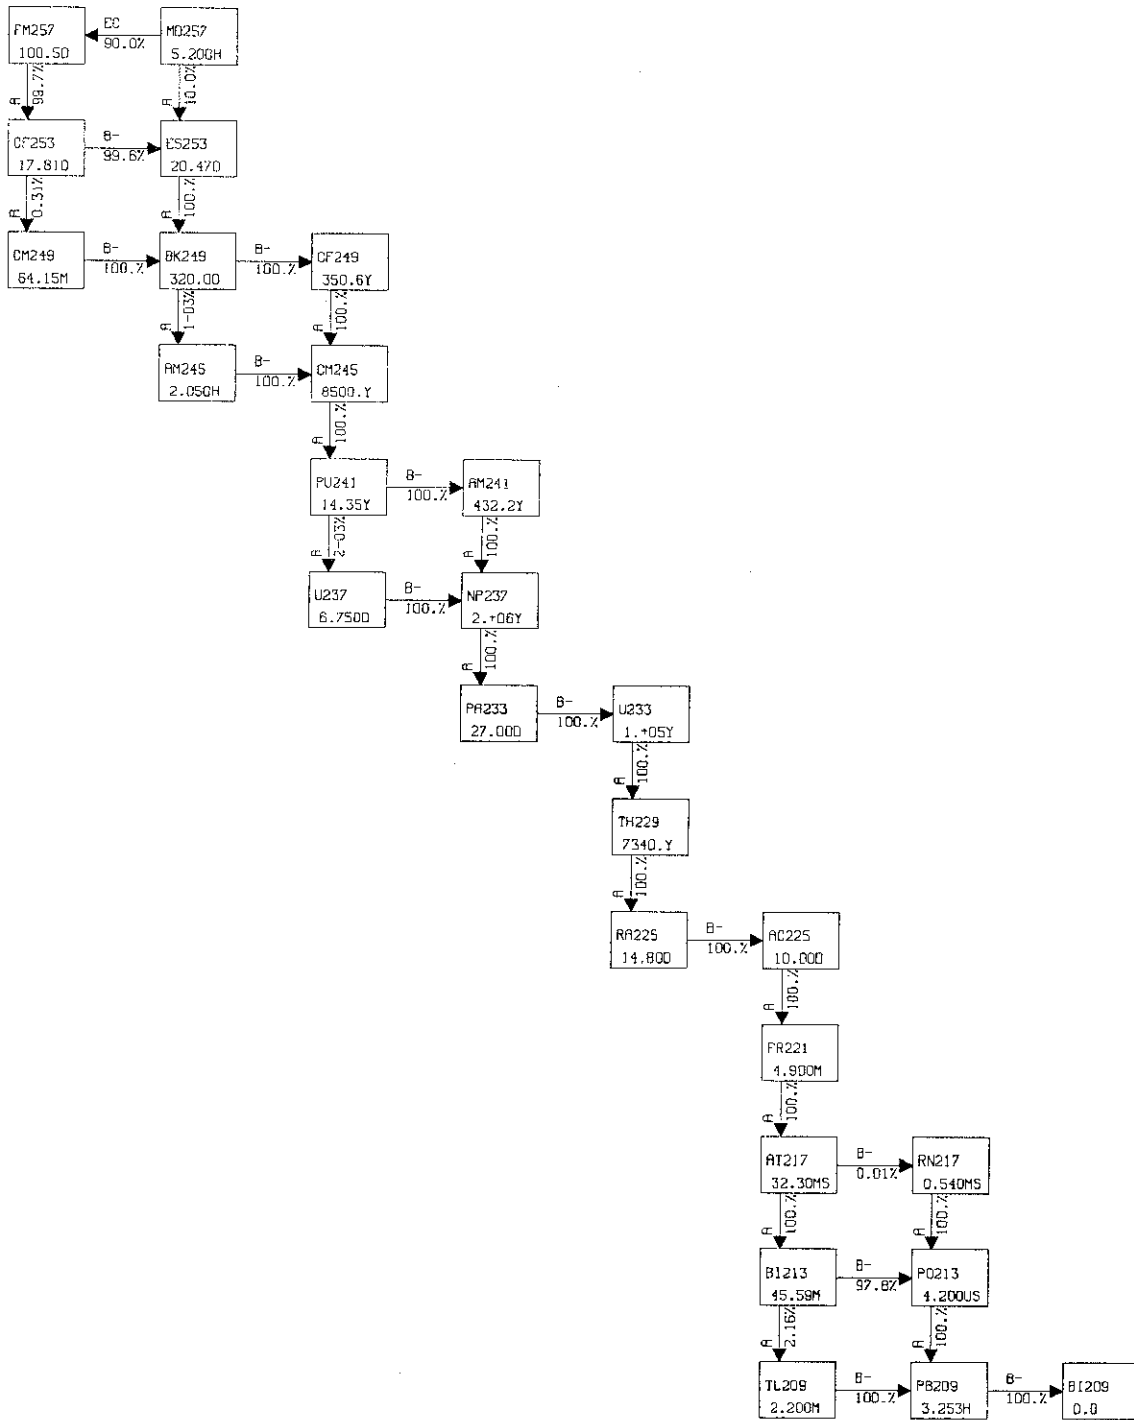 FM257 EC MD257
100.5D 90.0% 5.200H
A 99.7% A 10.0%
CF253 B- ES253
17.81D 99.6% 20.47D
A 0.31% A 100.%
CM249 B- BK249 B- CF249
64.15M 100.% 320.0D 100.% 350.6Y
A 1-03% A 100.%
AM245 B- CM245
2.050H 100.% 8500.Y
A 100.%
PU241 B- AM241
14.35Y 100.% 432.2Y
A 2-03% A 100.%
U237 B- NP237
6.750D 100.% 2.+06Y
A 100.%
PA233 B- U233
27.00D 100.% 1.+05Y
A 100.%
TH229
7340.Y
A 100.%
RA225 B- AC225
14.80D 100.% 10.00D
A 100.%
FR221
4.900M
A 100.%
AT217 B- RN217
32.30MS 0.01% 0.540MS
A 100.% A 100.%
BI213 B- PO213
45.59M 97.8% 4.200US
A 2.16% A 100.%
TL209 B- PB209 B- BI209
2.200M 100.% 3.253H 100.% 0.0